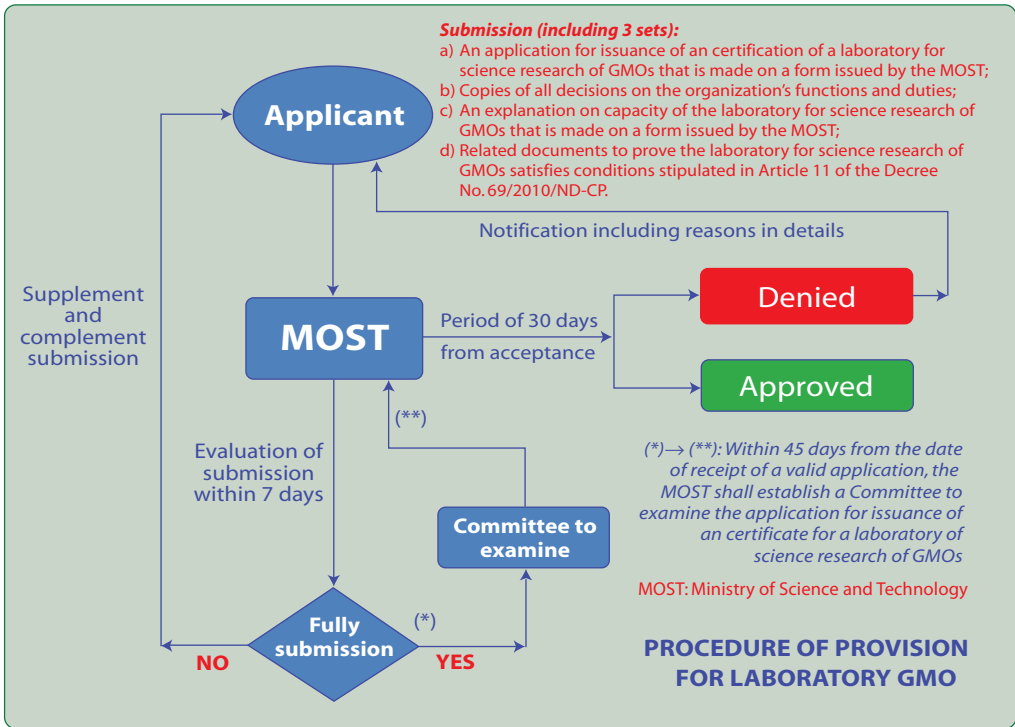 Submission (including 3 sets):
a) An application for issuance of an certification of a laboratory for
science research of GMOs that is made on a form issued by the MOST;
b) Copies of all decisions on the organization's functions and duties;
c) An explanation on capacity of the laboratory for science research of
GMOs that is made on a form issued by the MOST;
d) Related documents to prove the laboratory for science research of
GMOs satisfies conditions stipulated in Article 11 of the Decree
No. 69/2010/ND-CP.
Applicant
Notification including reasons in details
Supplement
and
complement
submission
MOST
Period of 30 days
from acceptance
Denied
Approved
(**)
Evaluation of
submission
within 7 days
Committee to
examine
(*)→ (**): Within 45 days from the date
of receipt of a valid application, the
MOST shall establish a Committee to
examine the application for issuance of
an certificate for a laboratory of
science research of GMOs
MOST: Ministry of Science and Technology
Fully
submission
(*)
NO
YES
PROCEDURE OF PROVISION
FOR LABORATORY GMO